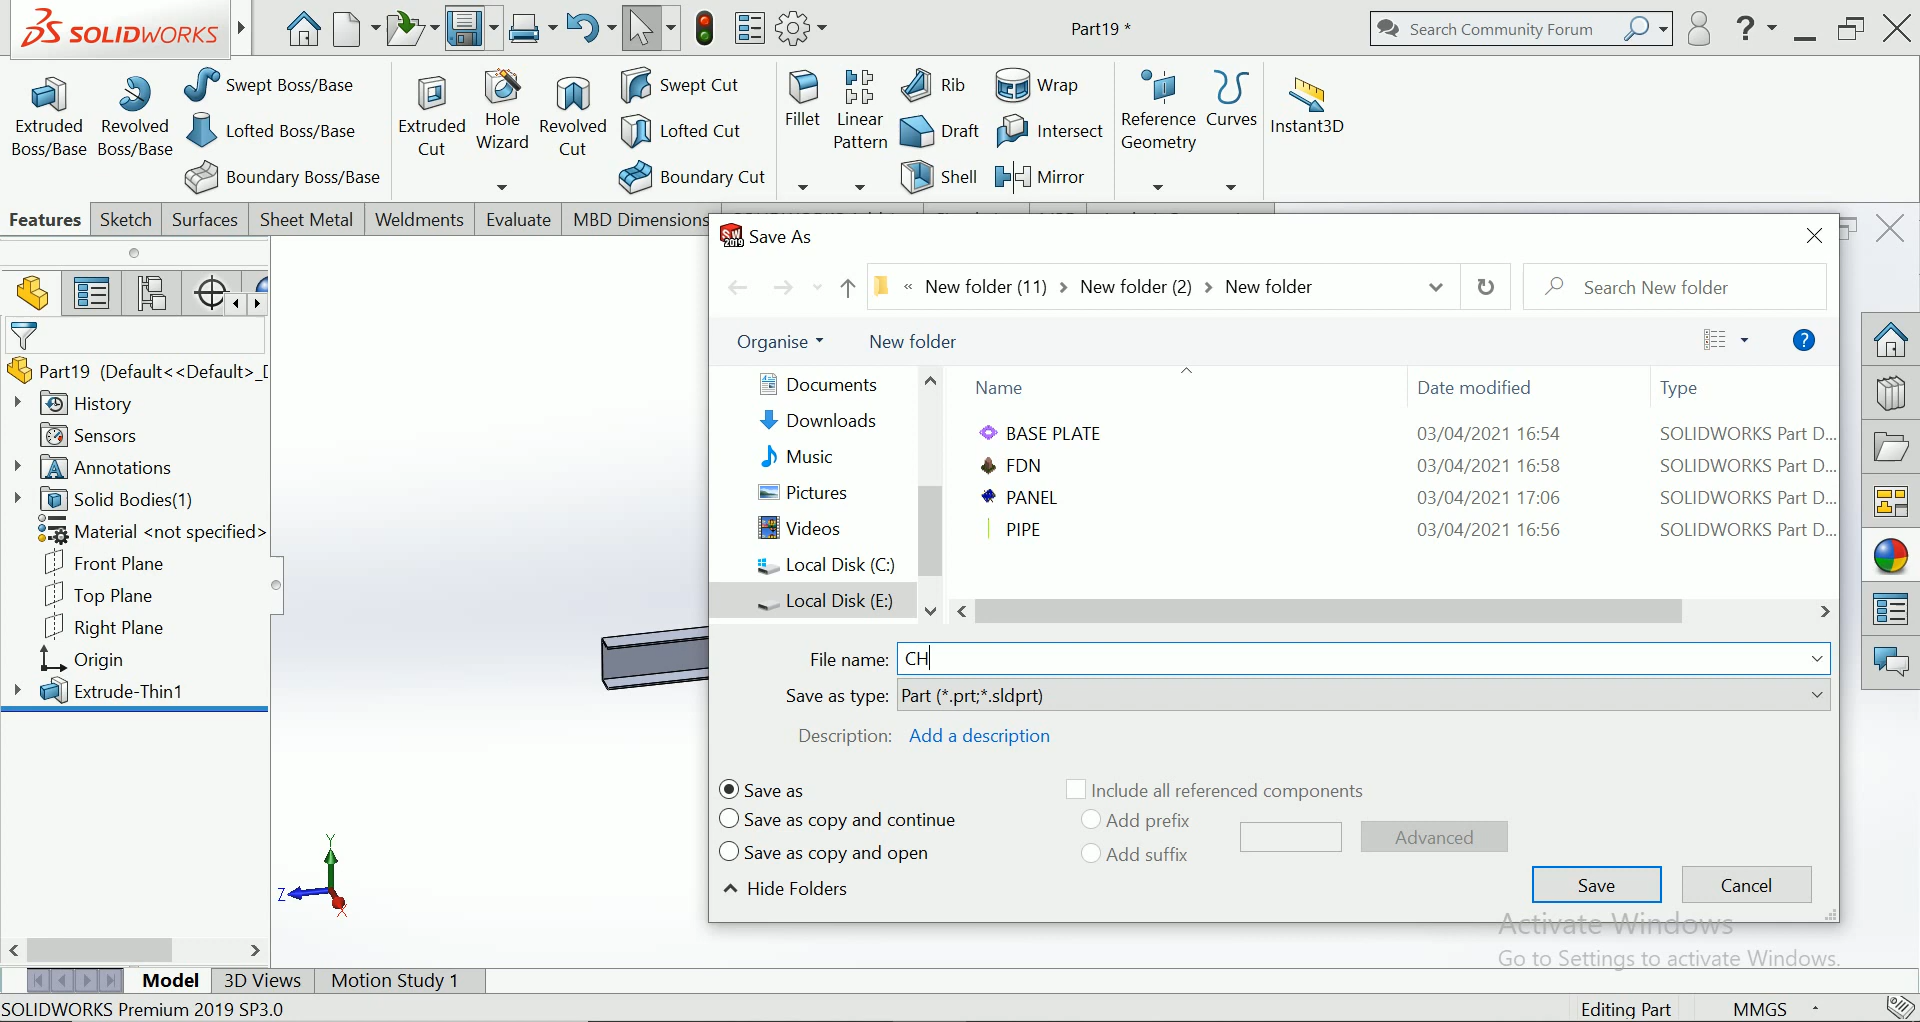 SOLIDWORKS
Part19 *
Search Community Forum
?
Extruded Boss/Base
Revolved Boss/Base
Swept Boss/Base
Lofted Boss/Base
Boundary Boss/Base
Extruded Cut
Hole Wizard
Revolved Cut
Swept Cut
Lofted Cut
Boundary Cut
Fillet
Linear Pattern
Rib
Draft
Shell
Wrap
Intersect
Mirror
Reference Geometry
Curves
Instant3D
Features Sketch Surfaces Sheet Metal Weldments Evaluate MBD Dimensions
Part19 (Default<<Default>_D
History
Sensors
Annotations
Solid Bodies(1)
Material <not specified>
Front Plane
Top Plane
Right Plane
Origin
Extrude-Thin1
Y
Z
X
SW 2019 Save As
« New folder (11) > New folder (2) > New folder
Search New folder
Organise
New folder
?
Documents
Downloads
Music
Pictures
Videos
Local Disk (C:)
Local Disk (E:)
Name Date modified Type
BASE PLATE 03/04/2021 16:54 SOLIDWORKS Part D...
FDN 03/04/2021 16:58 SOLIDWORKS Part D...
PANEL 03/04/2021 17:06 SOLIDWORKS Part D...
PIPE 03/04/2021 16:56 SOLIDWORKS Part D...
File name: CH
Save as type: Part (*.prt;*.sldprt)
Description: Add a description
Save as
Save as copy and continue
Save as copy and open
Include all referenced components
Add prefix
Add suffix
Advanced
Hide Folders
Save
Cancel
Activate Windows
Go to Settings to activate Windows.
Model 3D Views Motion Study 1
SOLIDWORKS Premium 2019 SP3.0
Editing Part
MMGS